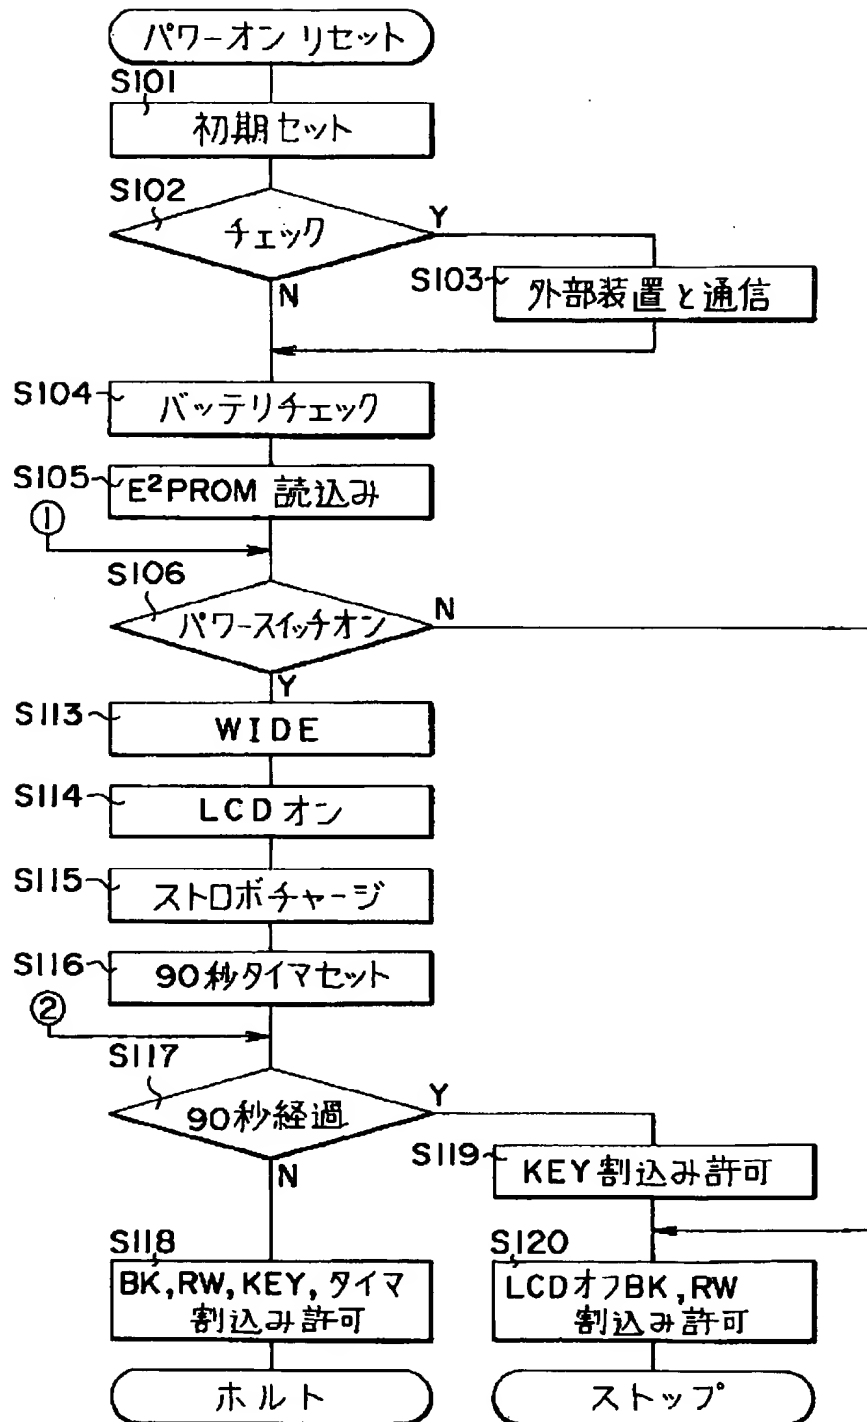 パワーオン リセット
S101
初期セット
S102
チェック
Y
N
S103
外部装置と通信
S104
バッテリチェック
S105
E²PROM 読込み
①
S106
パワースイッチオン
N
Y
S113
WIDE
S114
LCD オン
S115
ストロボチャージ
S116
90秒タイマセット
②
S117
90秒経過
Y
N
S119
KEY割込み許可
S118
BK,RW,KEY,タイマ
割込み許可
S120
LCDオフBK,RW
割込み許可
ホルト
ストップ